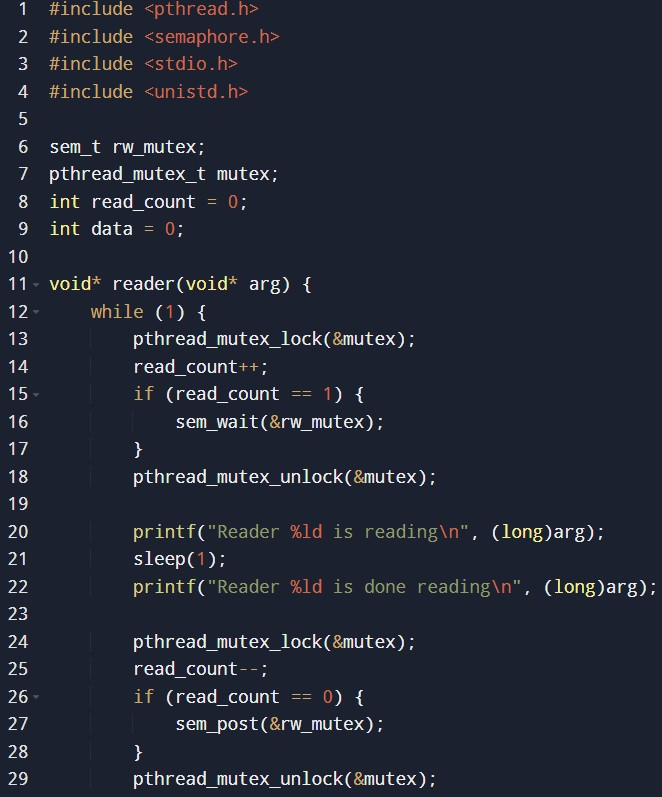 1 #include <pthread.h>
2 #include <semaphore.h>
3 #include <stdio.h>
4 #include <unistd.h>
5
6 sem_t rw_mutex;
7 pthread_mutex_t mutex;
8 int read_count = 0;
9 int data = 0;
10
11 void* reader(void* arg) {
12     while (1) {
13         pthread_mutex_lock(&mutex);
14         read_count++;
15         if (read_count == 1) {
16             sem_wait(&rw_mutex);
17         }
18         pthread_mutex_unlock(&mutex);
19
20         printf("Reader %ld is reading\n", (long)arg);
21         sleep(1);
22         printf("Reader %ld is done reading\n", (long)arg);
23
24         pthread_mutex_lock(&mutex);
25         read_count--;
26         if (read_count == 0) {
27             sem_post(&rw_mutex);
28         }
29         pthread_mutex_unlock(&mutex);